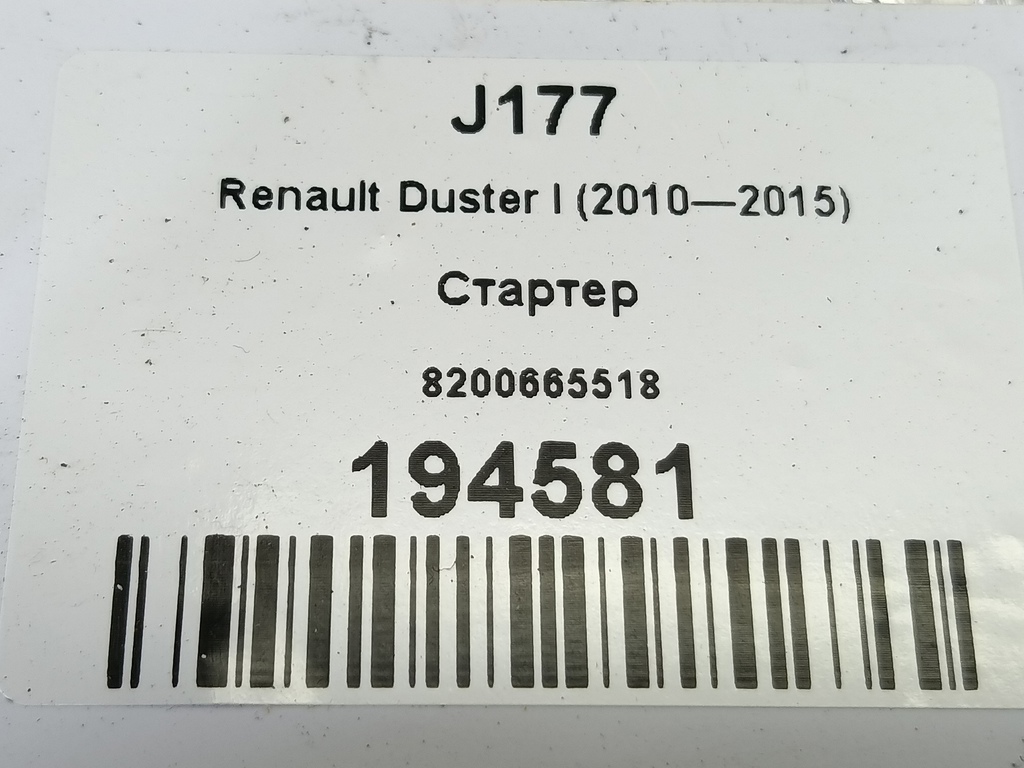 J177
Renault Duster I (2010—2015)
Стартер
8200665518
194581